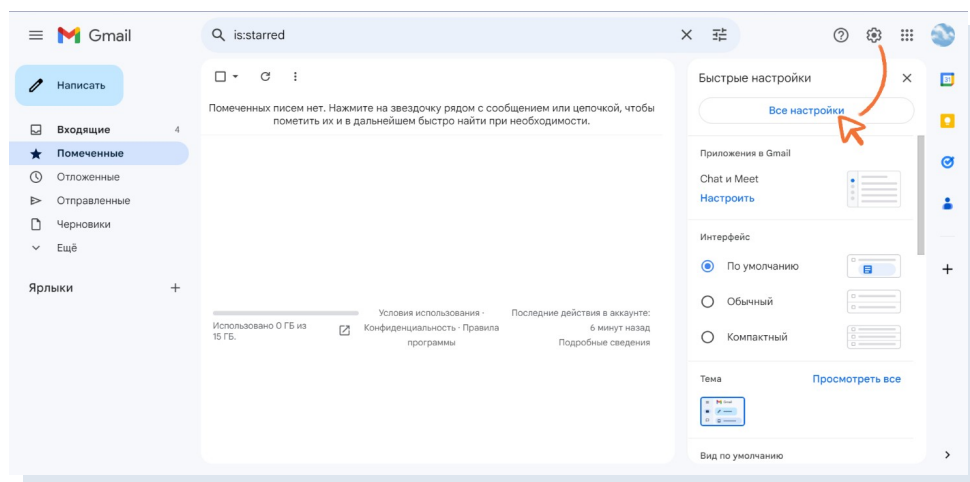 Gmail
is:starred
Написать
Входящие 4
Помеченные
Отложенные
Отправленные
Черновики
Ещё
Ярлыки
Помеченных писем нет. Нажмите на звездочку рядом с сообщением или цепочкой, чтобы
пометить их и в дальнейшем быстро найти при необходимости.
Использовано 0 ГБ из
15 ГБ.
Условия использования ·
Конфиденциальность · Правила
программы
Последние действия в аккаунте:
6 минут назад
Подробные сведения
Быстрые настройки
Все настройки
Приложения в Gmail
Chat и Meet
Настроить
Интерфейс
По умолчанию
Обычный
Компактный
Тема Просмотреть все
Вид по умолчанию
31